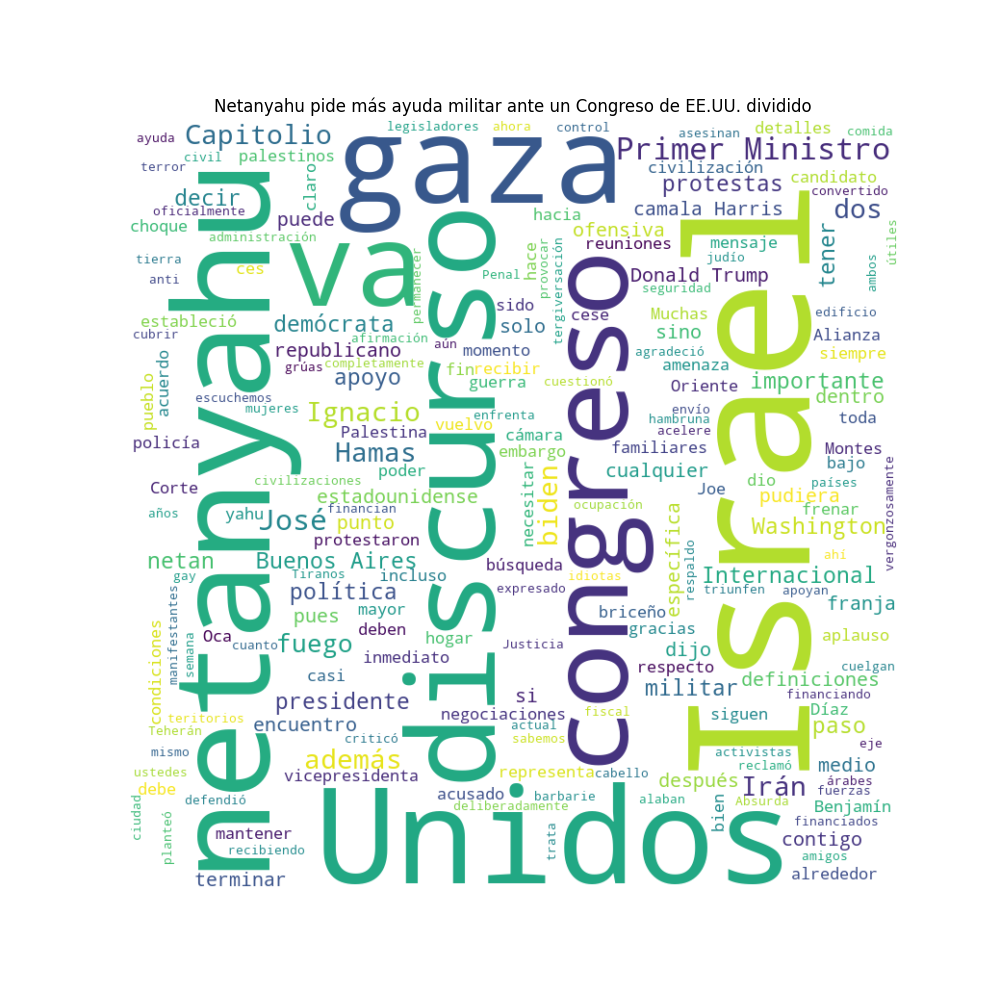 Netanyahu pide más ayuda militar ante un Congreso de EE.UU. dividido
legisladores ahora control
ayuda Capitolio gaza asesinan detalles comida
terror civil palestinos claro Primer Ministro
civilización
decir protestas candidato
convertido
oficialmente puede hacia camala Harris dos
choque ofensiva
administración reuniones mensaje tener útiles
tierra ces va permanecer discurso hace provocar tergiversación judío ambos
anti Penal Donald Trump
seguridad
estableció sido cese Muchas edificio
cubrir demócrata solo sino Alianza
afirmación aún momento agradeció siempre
acuerdo republicano amenaza
grúas completamente fin recibir Oriente importante
pueblo apoyo guerra cuestionó dentro
escuchemos envío
mujeres Ignacio enfrenta hambruna toda
vuelvo acelere
policía Palestina cámara familiares Montes
Hamas embargo bajo
poder cualquier
civilizaciones dio países
Corte estadounidense necesitar biden Joe pudiera
años yahu José financian ocupación frenar
punto específica Washington vergonzosamente
protestaron
netanyahu congreso Israel
netan Buenos Aires búsqueda respaldo ahí
gay Tiranos incluso idiotas Internacional
política expresado triunfen apoyan
manifestantes mayor briceño franja
pues
condiciones semana Oca deben hogar gracias aplauso
cuanto fuego Justicia dijo
inmediato respecto cuelgan
casi definiciones
militar financiando
presidente si
negociaciones fiscal siguen Díaz
territorios encuentro actual paso
Teherán criticó sabemos eje
mismo además activistas
reclamó medio
ustedes vicepresidenta representa cabello después Irán árabes
debe fuerzas
defendió acusado barbarie alaban Absurda Benjamín
ciudad deliberadamente bien
planteó mantener Unidos trata financiados
contigo
recibiendo amigos
terminar alrededor